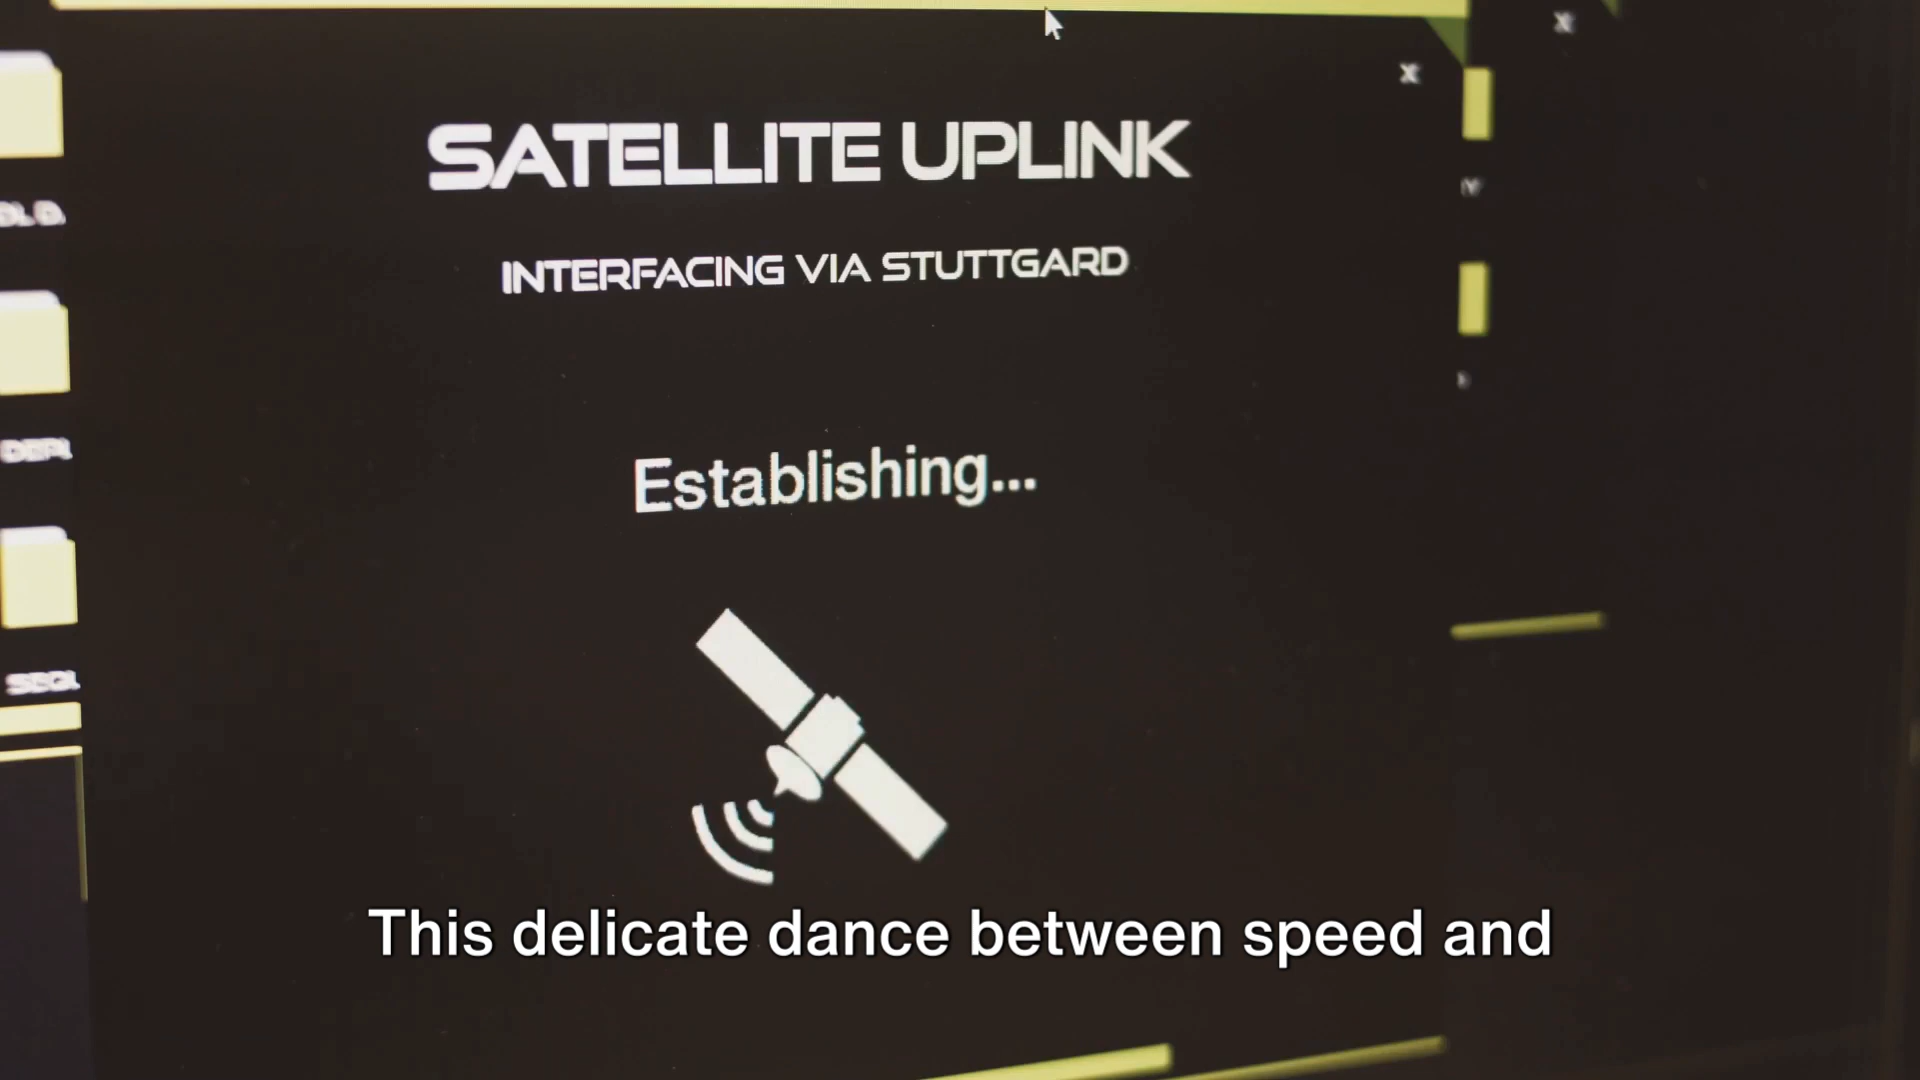 X
X
SATELLITE UPLINK
INTERFACING VIA STUTTGARD
Establishing...
This delicate dance between speed and